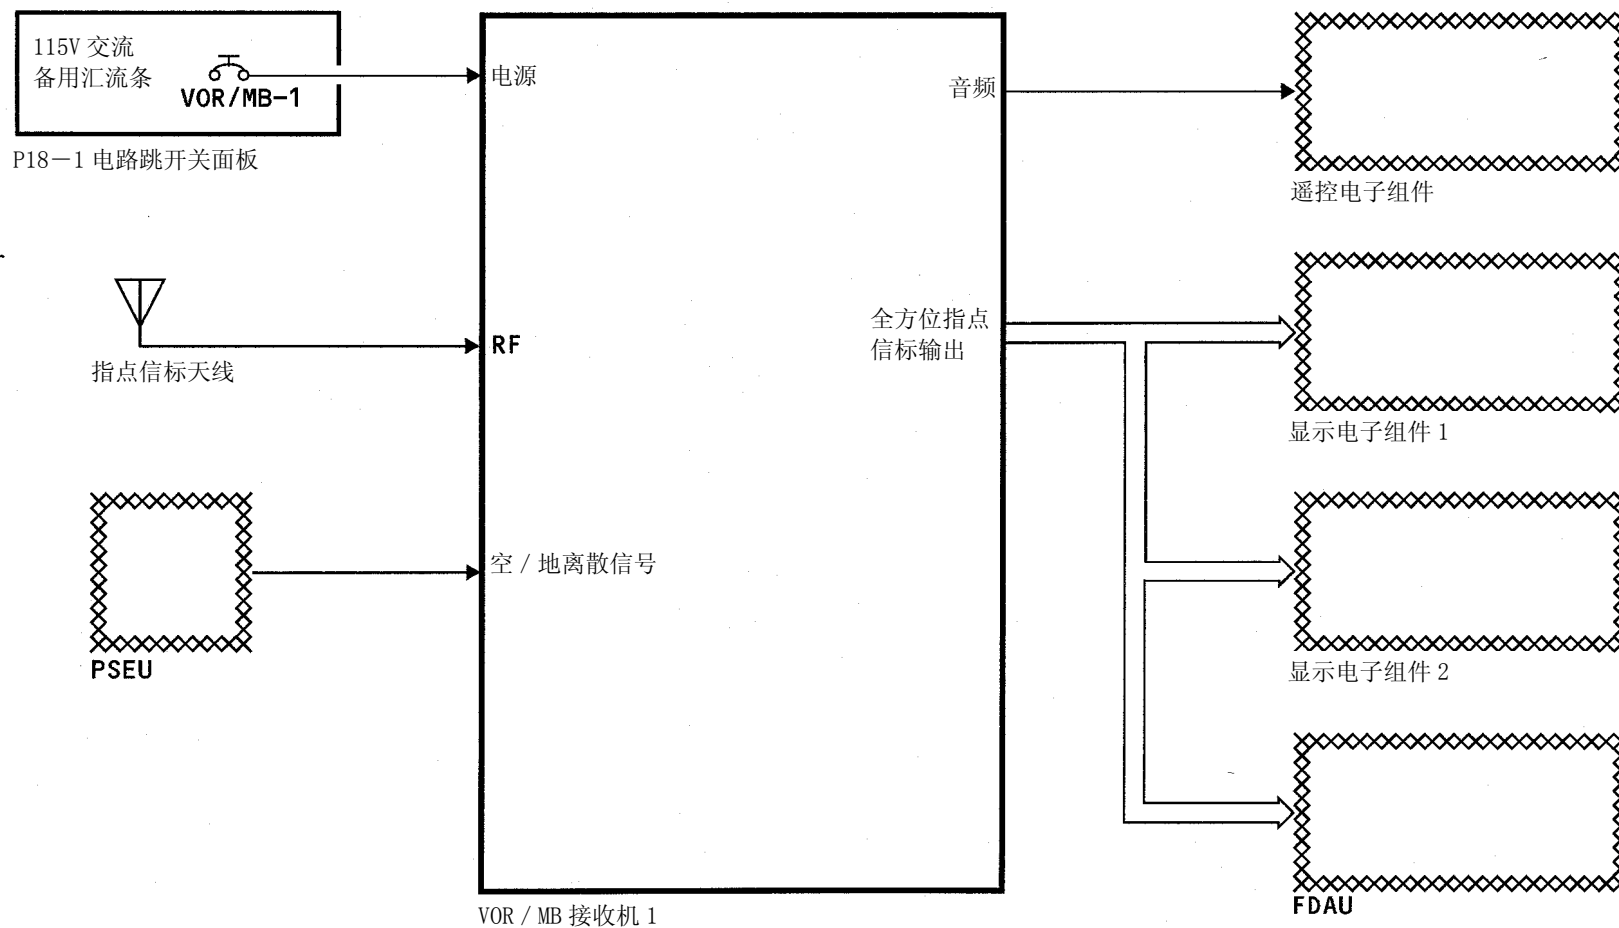 115V 交流
备用汇流条
VOR/MB-1
P18－1 电路跳开关面板
指点信标天线
PSEU
电源
RF
空 / 地离散信号
音频
全方位指点
信标输出
VOR / MB 接收机 1
遥控电子组件
显示电子组件 1
显示电子组件 2
FDAU